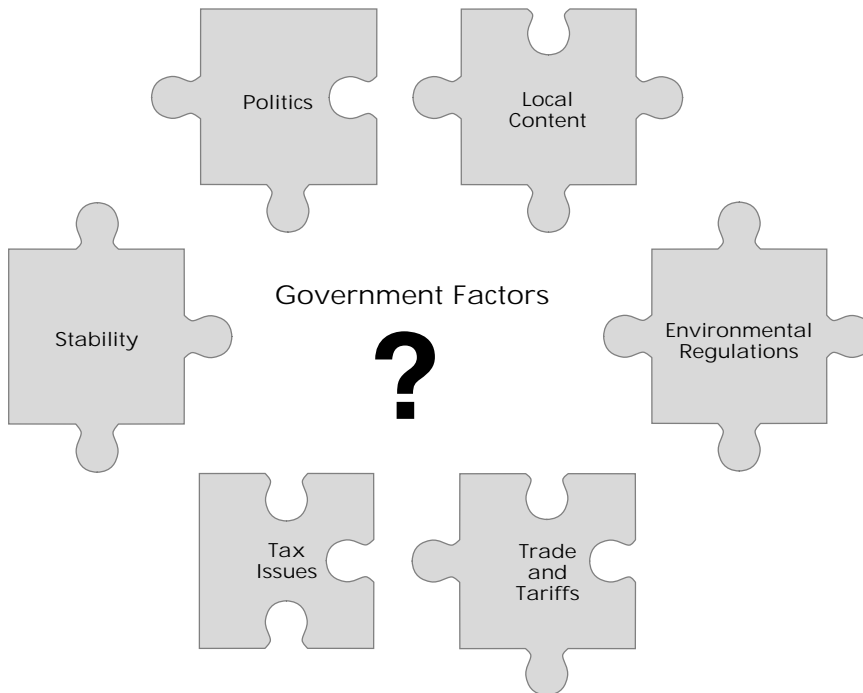 Politics
Local
Content
Government Factors
?
Stability
Environmental
Regulations
Tax
Issues
Trade
and
Tariffs